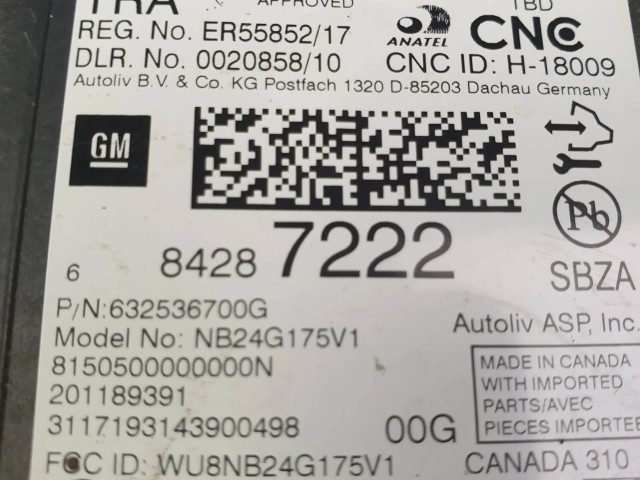 TRA APPROVED TBD
REG. No. ER55852/17 ANATEL CNC
DLR. No. 0020858/10 CNC ID: H-18009
Autoliv B.V. & Co. KG Postfach 1320 D-85203 Dachau Germany
GM
Pb
6 8428 7222 SBZA
P/N:632536700G
Autoliv ASP, Inc.
Model No: NB24G175V1
8150500000000N
MADE IN CANADA
WITH IMPORTED
PARTS/AVEC
PIECES IMPORTEE
201189391
3117193143900498 00G
FCC ID: WU8NB24G175V1 CANADA 310